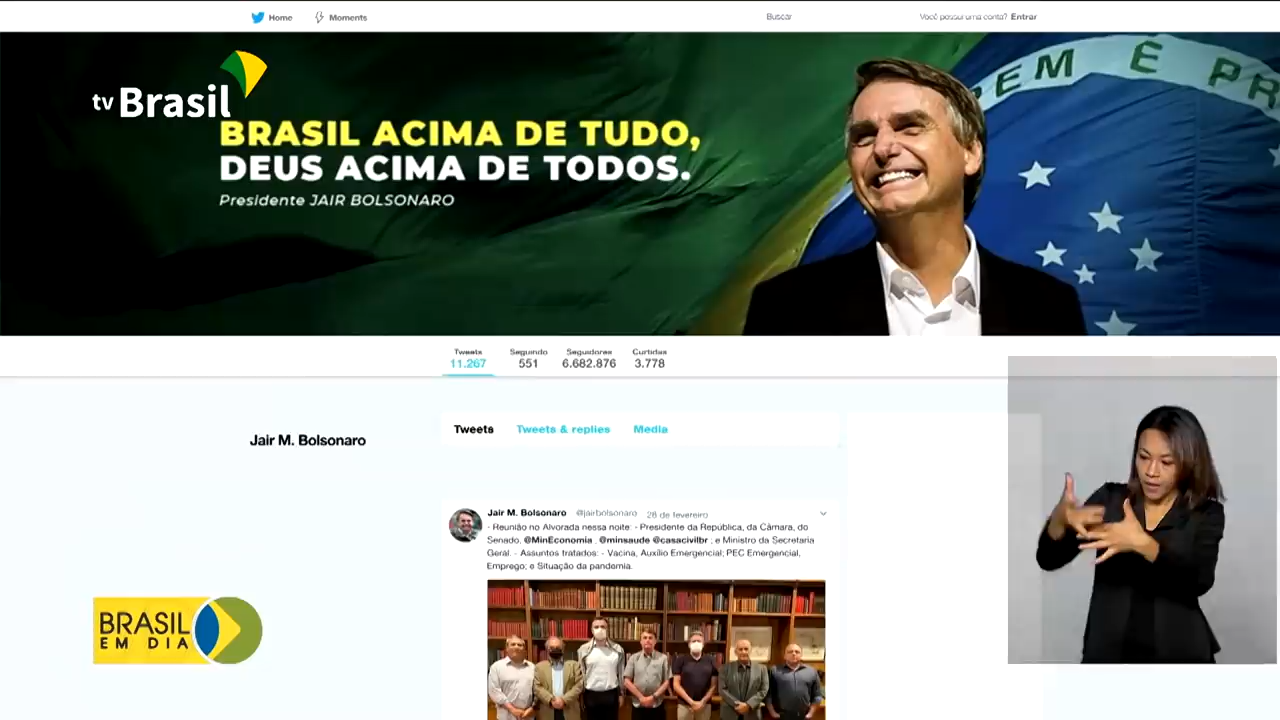 Home
Moments
Buscar
Você possui uma conta? Entrar
tv Brasil
EM É PR
BRASIL ACIMA DE TUDO,
DEUS ACIMA DE TODOS.
Presidente JAIR BOLSONARO
Tweets
11.267
Seguindo
551
Seguidores
6.682.876
Curtidas
3.778
Jair M. Bolsonaro
Tweets
Tweets & replies
Media
Jair M. Bolsonaro @jairbolsonaro 28 de fevereiro
- Reunião no Alvorada nessa noite: - Presidente da República, da Câmara, do
Senado, @MinEconomia , @minsaude @casacivilbr ; e Ministro da Secretaria
Geral. - Assuntos tratados: - Vacina, Auxílio Emergencial; PEC Emergencial,
Emprego; e Situação da pandemia.
BRASIL
EM DIA